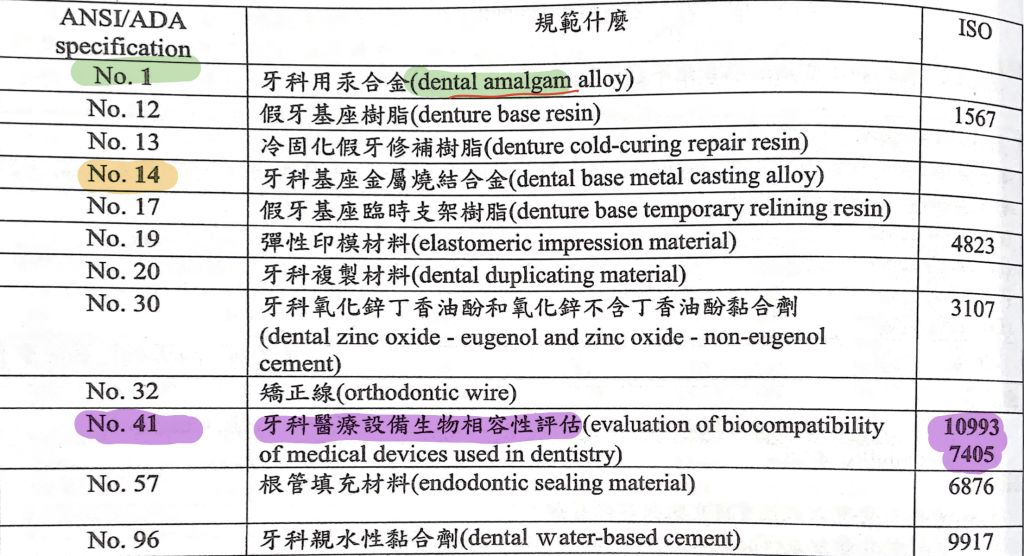 ANSI/ADA specification 規範什麼 ISO
No. 1 牙科用汞合金(dental amalgam alloy)
No. 12 假牙基座樹脂(denture base resin) 1567
No. 13 冷固化假牙修補樹脂(denture cold-curing repair resin)
No. 14 牙科基座金屬燒結合金(dental base metal casting alloy)
No. 17 假牙基座臨時支架樹脂(denture base temporary relining resin)
No. 19 彈性印模材料(elastomeric impression material) 4823
No. 20 牙科複製材料(dental duplicating material)
No. 30 牙科氧化鋅丁香油酚和氧化鋅不含丁香油酚黏合劑 3107
(dental zinc oxide - eugenol and zinc oxide - non-eugenol
cement)
No. 32 矯正線(orthodontic wire)
No. 41 牙科醫療設備生物相容性評估(evaluation of biocompatibility 10993
of medical devices used in dentistry) 7405
No. 57 根管填充材料(endodontic sealing material) 6876
No. 96 牙科親水性黏合劑(dental water-based cement) 9917